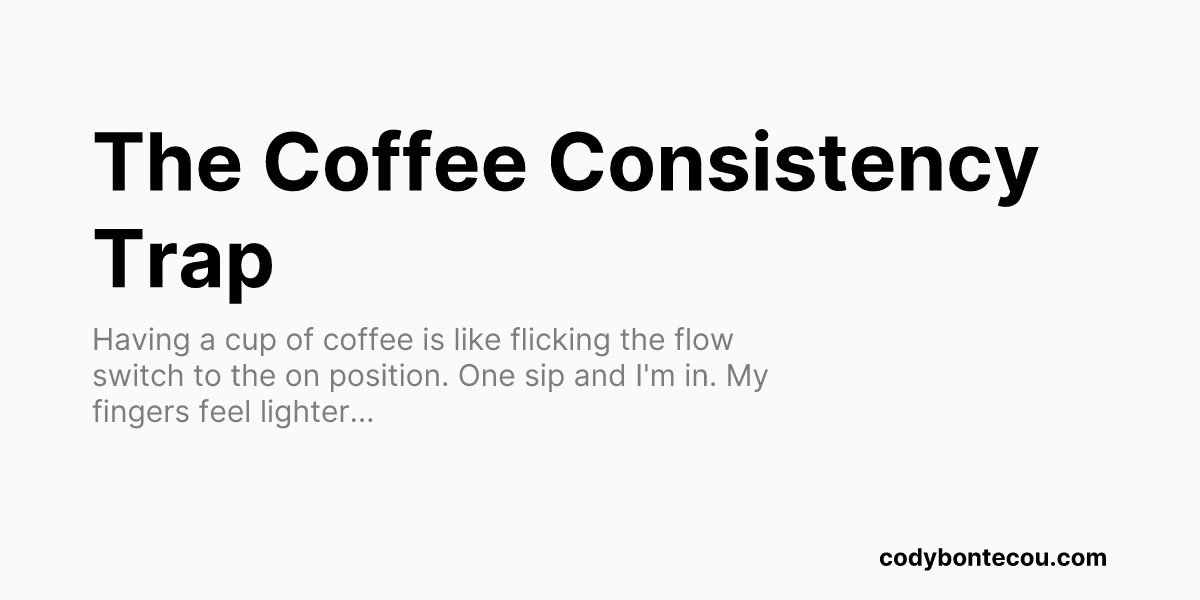 The Coffee Consistency
Trap
Having a cup of coffee is like flicking the flow
switch to the on position. One sip and I'm in. My
fingers feel lighter...
codybontecou.com